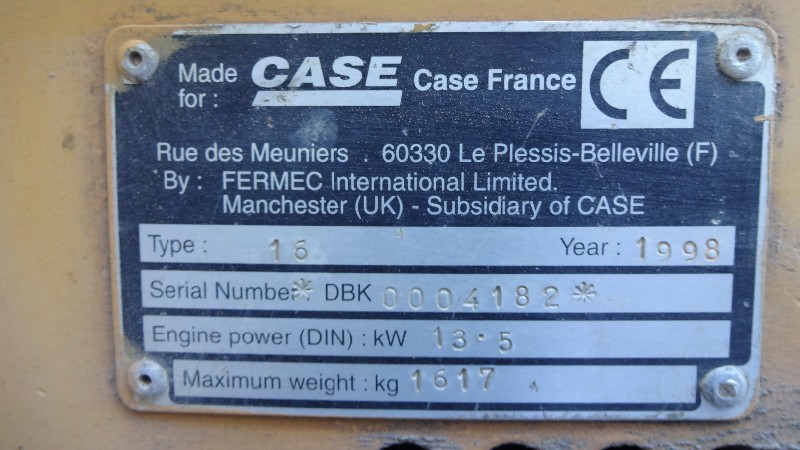 Made for : CASE Case France CE
Rue des Meuniers . 60330 Le Plessis-Belleville (F)
By : FERMEC International Limited.
Manchester (UK) - Subsidiary of CASE
Type : 16 Year : 1998
Serial Number * DBK 0004182 *
Engine power (DIN) : kW 13·5
Maximum weight : kg 1617